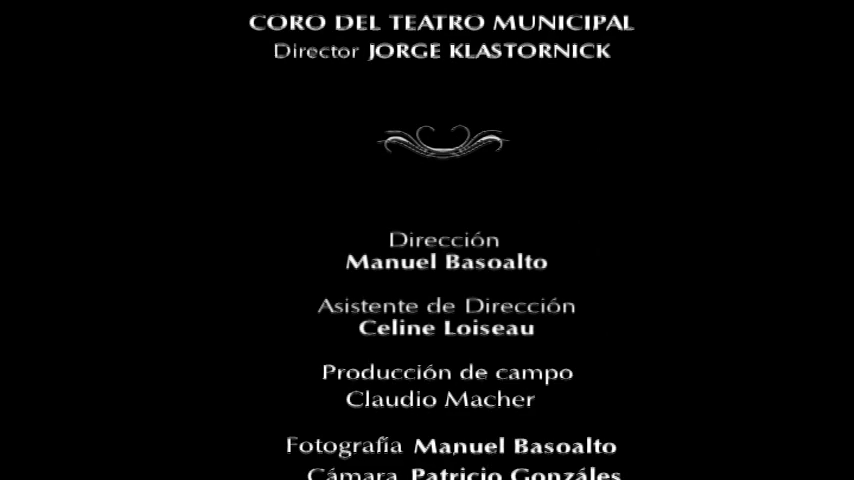 CORO DEL TEATRO MUNICIPAL
Director JORGE KLASTORNICK
Dirección
Manuel Basoalto
Asistente de Dirección
Celine Loiseau
Producción de campo
Claudio Macher
Fotografía Manuel Basoalto
Cámara Patricio Gonzáles